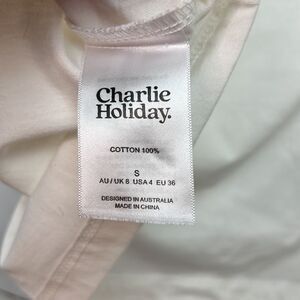 Charlie
Holiday.
COTTON 100%
S
AU / UK 8 USA 4 EU 36
DESIGNED IN AUSTRALIA
MADE IN CHINA